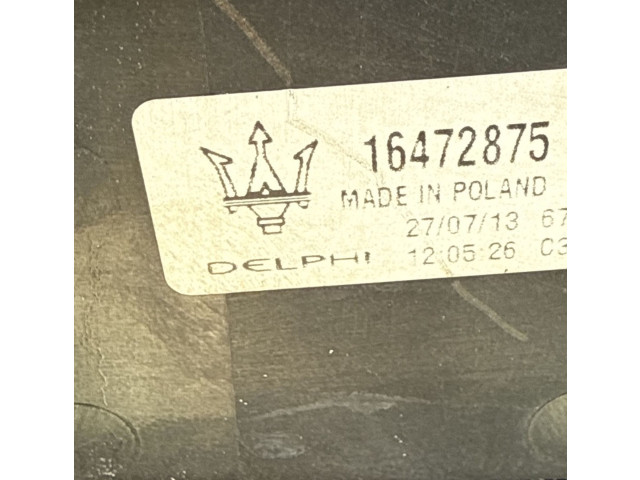 16472875
MADE IN POLAND
27/07/13 67
DELPHI 12:05:26 C3